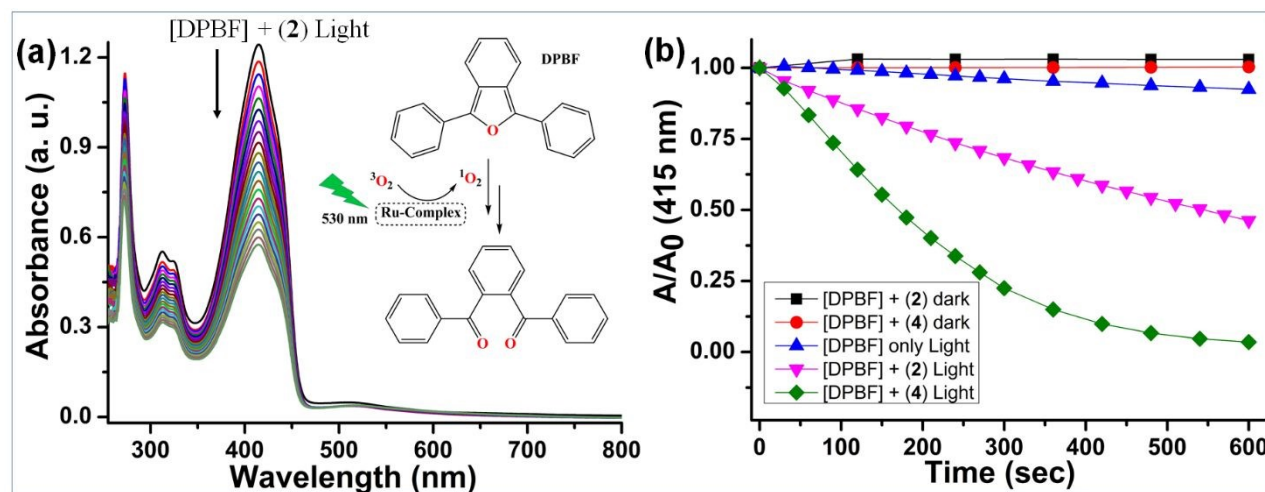 (a)
[DPBF] + (2) Light
DPBF
O
³O₂
¹O₂
530 nm
Ru-Complex
O
O
Absorbance (a. u.)
1.2
0.9
0.6
0.3
0.0
300
400
500
600
700
800
Wavelength (nm)
(b)
A/A0 (415 nm)
1.00
0.75
0.50
0.25
0.00
[DPBF] + (2) dark
[DPBF] + (4) dark
[DPBF] only Light
[DPBF] + (2) Light
[DPBF] + (4) Light
0
100
200
300
400
500
600
Time (sec)